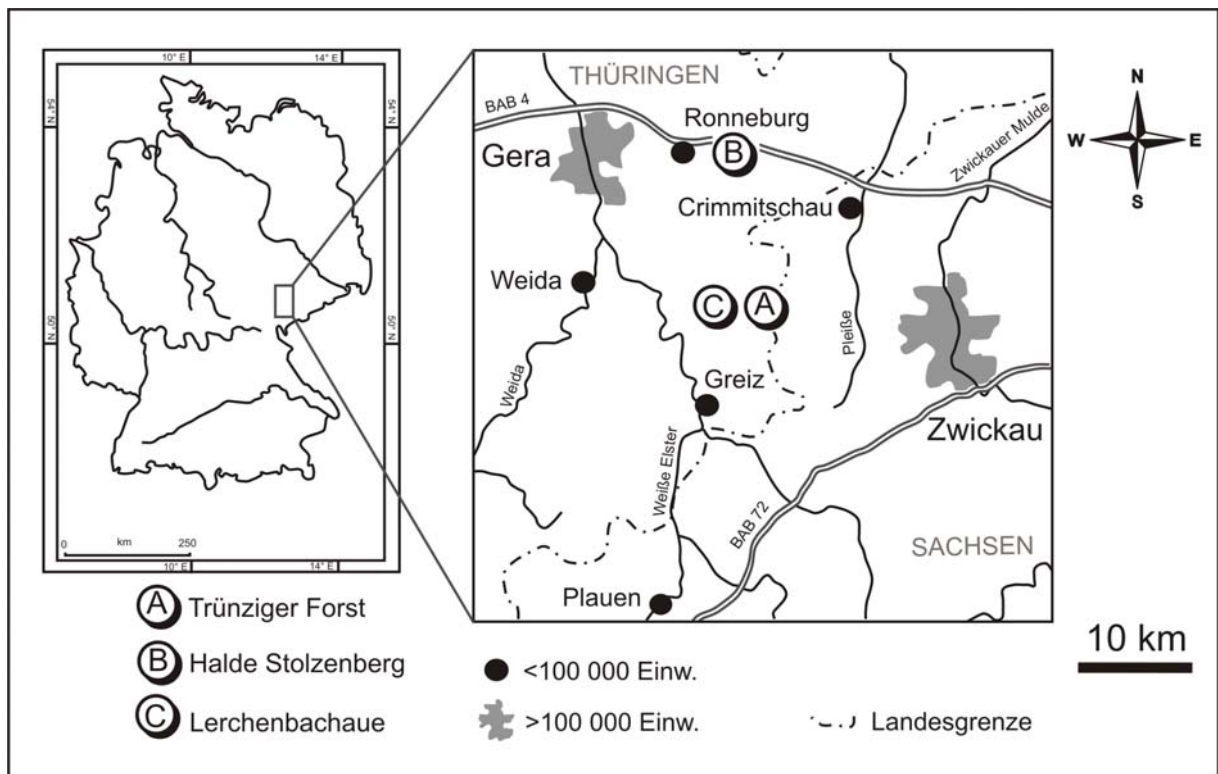 10° E
14° E
54° N
54° N
50° N
50° N
0
km
250
10° E
14° E
THÜRINGEN
BAB 4
Ronneburg
B
Gera
Zwickauer Mulde
Crimmitschau
Weida
C
A
Pleiße
Weida
Greiz
Zwickau
Weiße Elster
BAB 72
SACHSEN
Plauen
N
W
E
S
10 km
A Trünziger Forst
B Halde Stolzenberg
C Lerchenbachaue
<100 000 Einw.
>100 000 Einw.
Landesgrenze